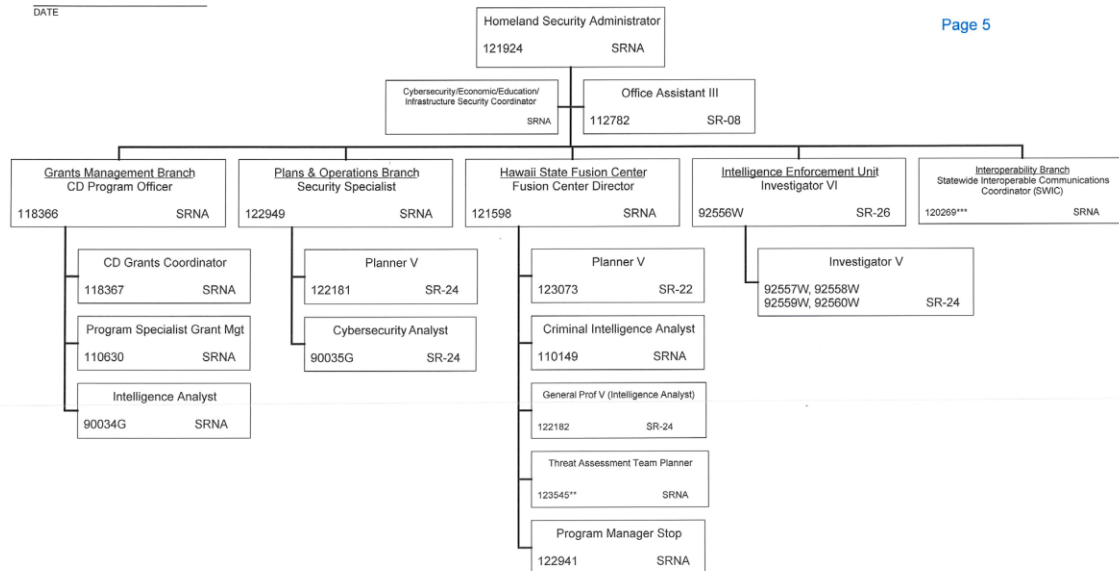 DATE
Page 5
Homeland Security Administrator
121924 SRNA
Cybersecurity/Economic/Education/
Infrastructure Security Coordinator
SRNA
Office Assistant III
112782 SR-08
Grants Management Branch
CD Program Officer
118366 SRNA
Plans & Operations Branch
Security Specialist
122949 SRNA
Hawaii State Fusion Center
Fusion Center Director
121598 SRNA
Intelligence Enforcement Unit
Investigator VI
92556W SR-26
Interoperability Branch
Statewide Interoperable Communications
Coordinator (SWIC)
120269*** SRNA
CD Grants Coordinator
118367 SRNA
Program Specialist Grant Mgt
110630 SRNA
Intelligence Analyst
90034G SRNA
Planner V
122181 SR-24
Cybersecurity Analyst
90035G SR-24
Planner V
123073 SR-22
Criminal Intelligence Analyst
110149 SRNA
General Prof V (Intelligence Analyst)
122182 SR-24
Threat Assessment Team Planner
123545** SRNA
Program Manager Stop
122941 SRNA
Investigator V
92557W, 92558W
92559W, 92560W SR-24